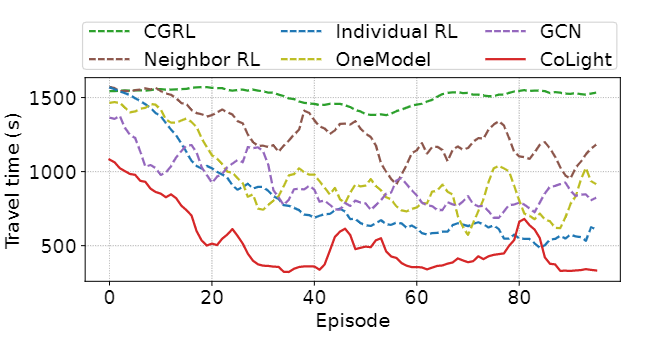 CGRL Individual RL GCN
Neighbor RL OneModel CoLight
1500
1000
500
Travel time (s)
0 20 40 60 80
Episode